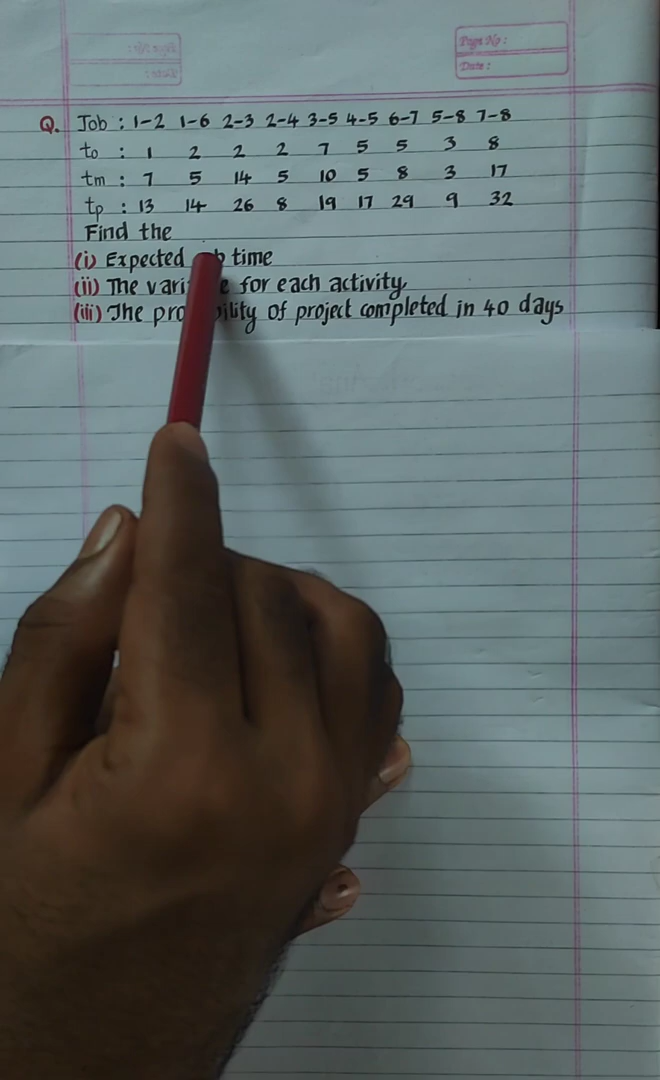 Page No:
Date:
Q. Job : 1-2 1-6 2-3 2-4 3-5 4-5 6-7 5-8 7-8
to : 1 2 2 2 7 5 5 3 8
tm : 7 5 14 5 10 5 8 3 17
tp : 13 14 26 8 19 17 29 9 32
Find the
(i) Expected time
(ii) The for each activity,
(iii) The of project completed in 40 days